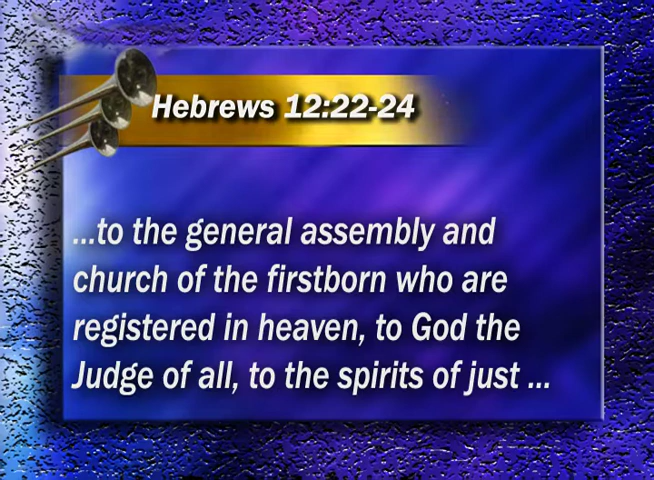 Hebrews 12:22-24
...to the general assembly and
church of the firstborn who are
registered in heaven, to God the
Judge of all, to the spirits of just ...